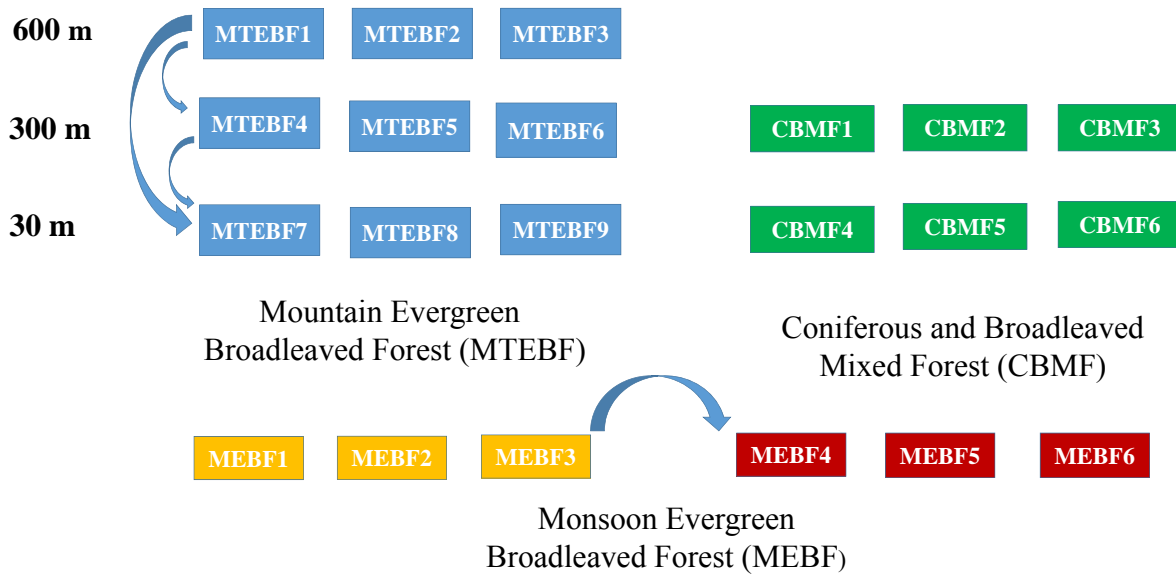 600 m MTEBF1 MTEBF2 MTEBF3
300 m MTEBF4 MTEBF5 MTEBF6 CBMF1 CBMF2 CBMF3
30 m MTEBF7 MTEBF8 MTEBF9 CBMF4 CBMF5 CBMF6
Mountain Evergreen
Broadleaved Forest (MTEBF)
Coniferous and Broadleaved
Mixed Forest (CBMF)
MEBF1 MEBF2 MEBF3 MEBF4 MEBF5 MEBF6
Monsoon Evergreen
Broadleaved Forest (MEBF)